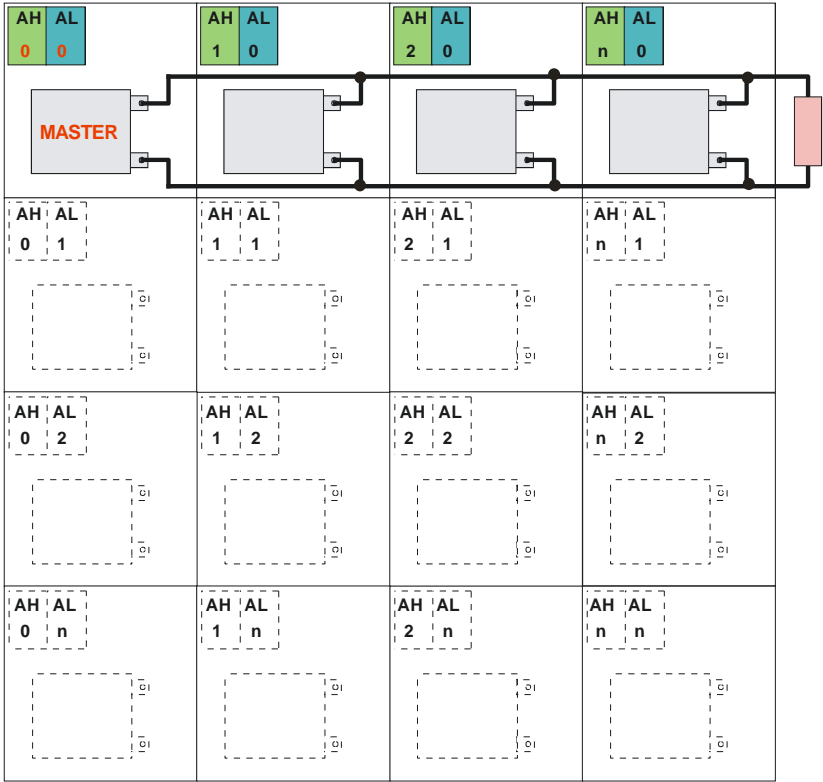 AH AL AH AL AH AL AH AL
0 0 1 0 2 0 n 0
MASTER
AH AL AH AL AH AL AH AL
0 1 1 1 2 1 n 1
AH AL AH AL AH AL AH AL
0 2 1 2 2 2 n 2
AH AL AH AL AH AL AH AL
0 n 1 n 2 n n n